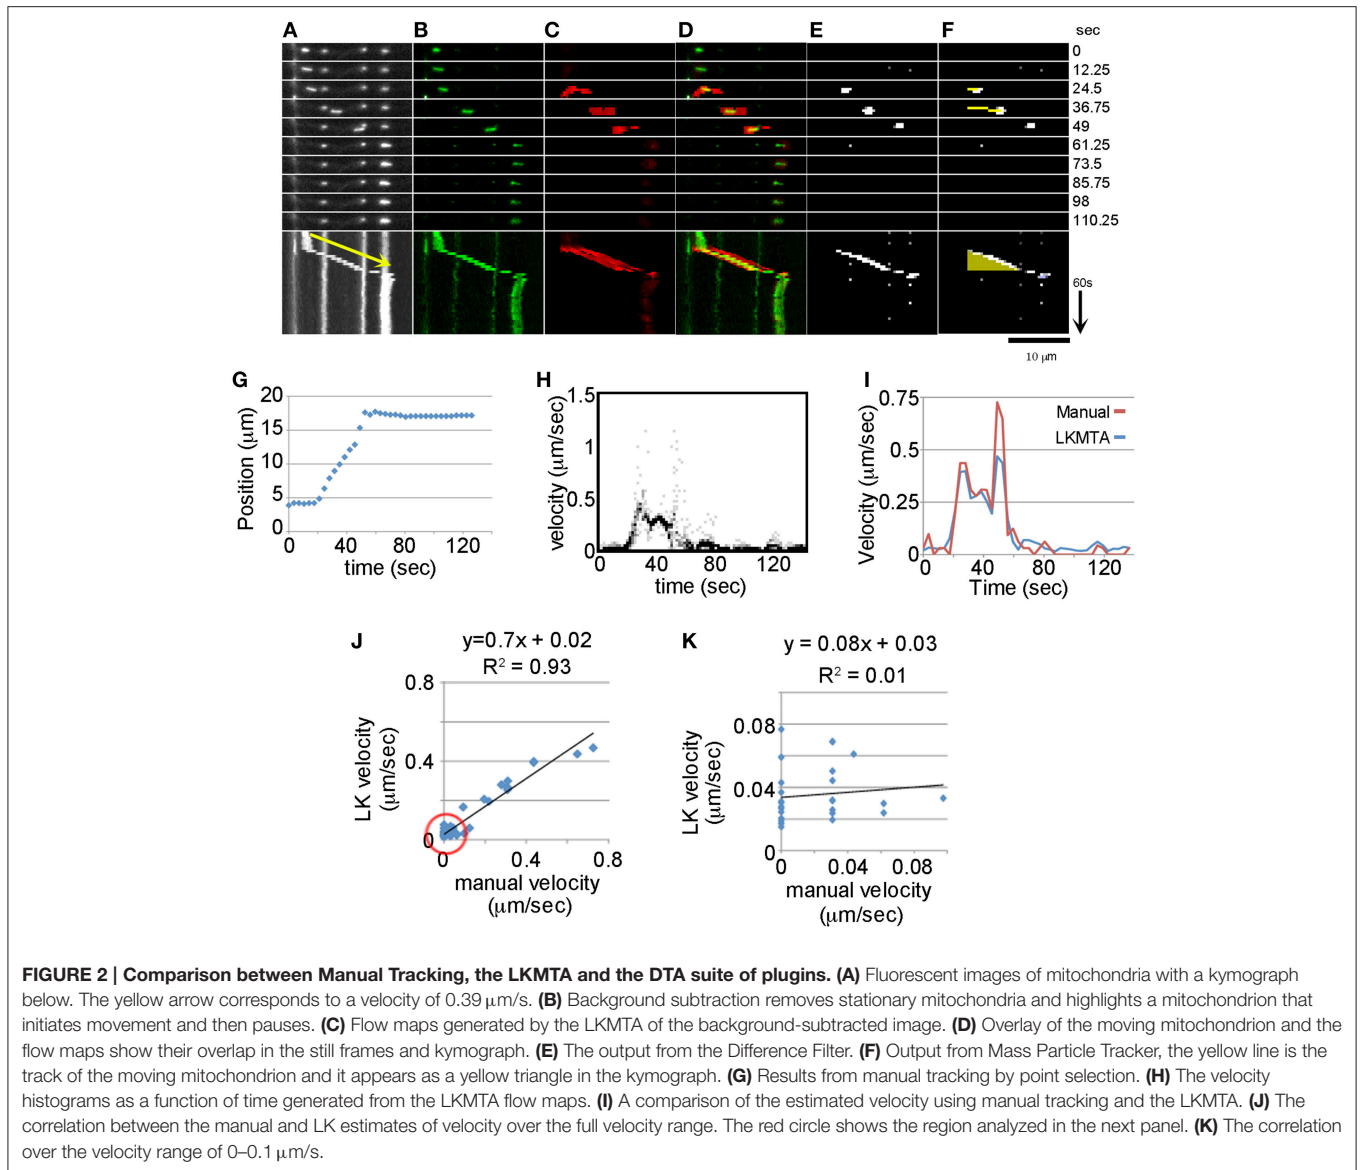 A B C D E F sec
0
12.25
24.5
36.75
49
61.25
73.5
85.75
98
110.25
60s
10 μm
G
20
15
10
5
0
Position (μm)
0 40 80 120
time (sec)
H
1.5
1
0.5
0
velocity (μm/sec)
0 40 80 120
time (sec)
I
0.75
0.5
0.25
0
Velocity (μm/sec)
Manual
LKMTA
0 40 80 120
Time (sec)
J
y=0.7x + 0.02
R² = 0.93
0.8
0.4
0
LK velocity
(μm/sec)
0 0.4 0.8
manual velocity
(μm/sec)
K
y = 0.08x + 0.03
R² = 0.01
0.08
0.04
0
LK velocity
(μm/sec)
0 0.04 0.08
manual velocity
(μm/sec)
FIGURE 2 | Comparison between Manual Tracking, the LKMTA and the DTA suite of plugins. (A) Fluorescent images of mitochondria with a kymograph
below. The yellow arrow corresponds to a velocity of 0.39 μm/s. (B) Background subtraction removes stationary mitochondria and highlights a mitochondrion that
initiates movement and then pauses. (C) Flow maps generated by the LKMTA of the background-subtracted image. (D) Overlay of the moving mitochondrion and the
flow maps show their overlap in the still frames and kymograph. (E) The output from the Difference Filter. (F) Output from Mass Particle Tracker, the yellow line is the
track of the moving mitochondrion and it appears as a yellow triangle in the kymograph. (G) Results from manual tracking by point selection. (H) The velocity
histograms as a function of time generated from the LKMTA flow maps. (I) A comparison of the estimated velocity using manual tracking and the LKMTA. (J) The
correlation between the manual and LK estimates of velocity over the full velocity range. The red circle shows the region analyzed in the next panel. (K) The correlation
over the velocity range of 0–0.1 μm/s.